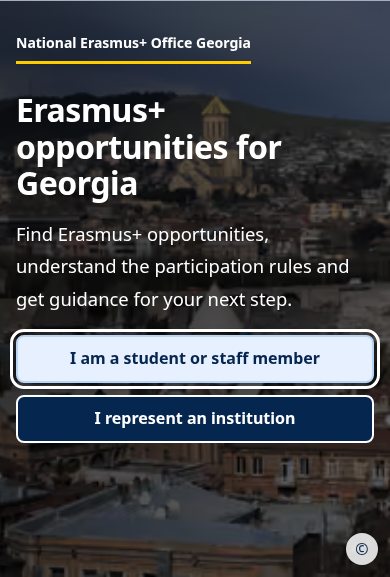 National Erasmus+ Office Georgia
Erasmus+
opportunities for
Georgia
Find Erasmus+ opportunities,
understand the participation rules and
get guidance for your next step.
I am a student or staff member
I represent an institution
©